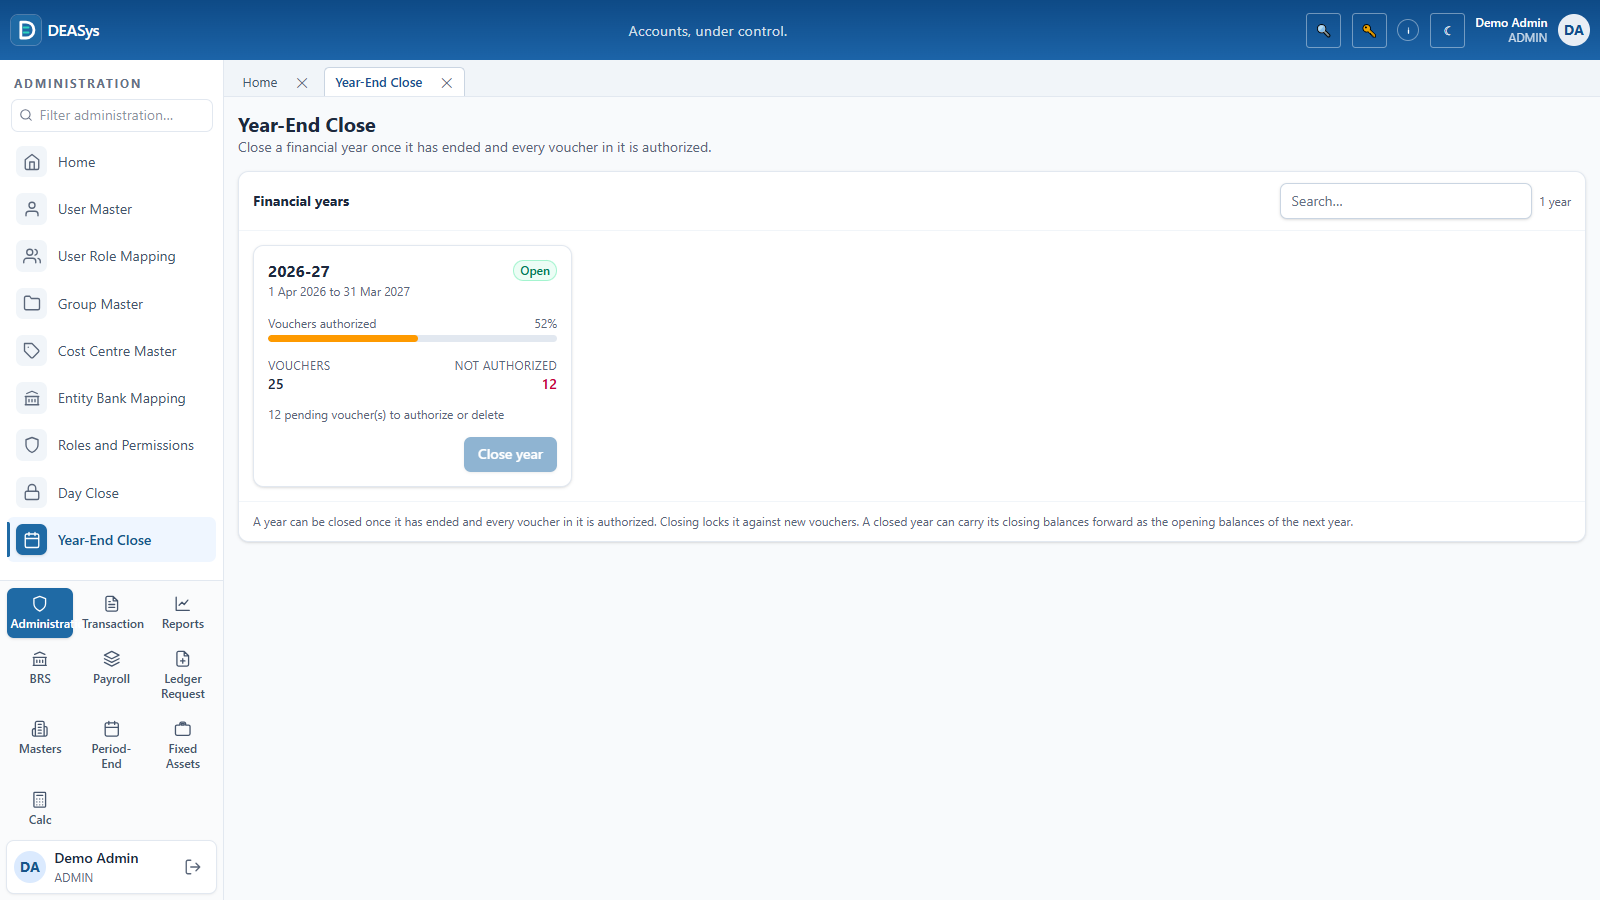 DEASys
Accounts, under control.
Demo Admin
ADMIN
DA
ADMINISTRATION
Filter administration...
Home
User Master
User Role Mapping
Group Master
Cost Centre Master
Entity Bank Mapping
Roles and Permissions
Day Close
Year-End Close
Administrat
Transaction
Reports
BRS
Payroll
Ledger
Request
Masters
Period-
End
Fixed
Assets
Calc
DA
Demo Admin
ADMIN
Home
Year-End Close
Year-End Close
Close a financial year once it has ended and every voucher in it is authorized.
Financial years
Search...
1 year
2026-27
Open
1 Apr 2026 to 31 Mar 2027
Vouchers authorized
52%
VOUCHERS
NOT AUTHORIZED
25
12
12 pending voucher(s) to authorize or delete
Close year
A year can be closed once it has ended and every voucher in it is authorized. Closing locks it against new vouchers. A closed year can carry its closing balances forward as the opening balances of the next year.